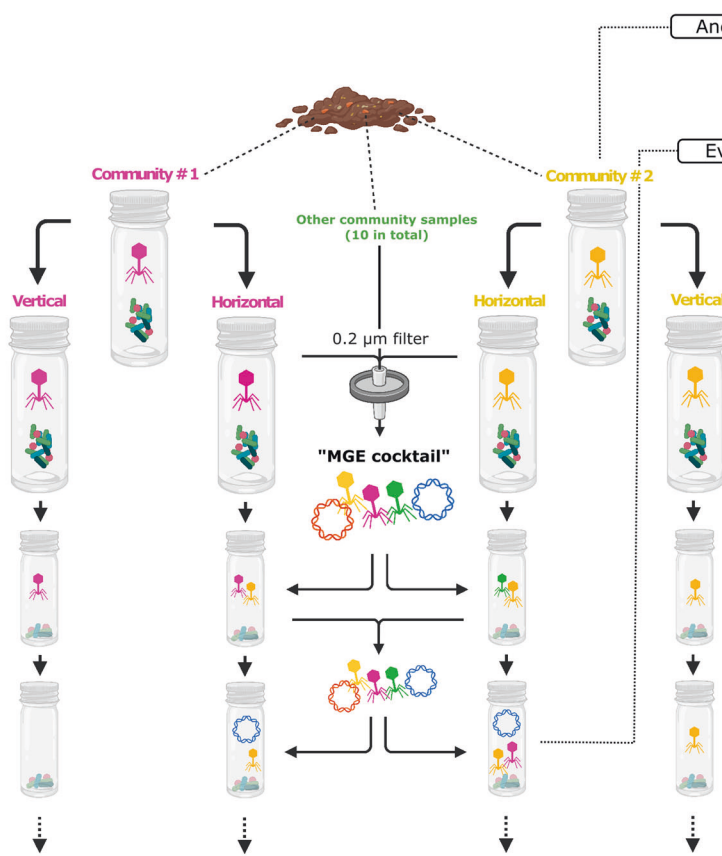 Community # 1
Community # 2
Other community samples
(10 in total)
Vertical
Horizontal
Horizontal
Vertical
0.2 µm filter
"MGE cocktail"